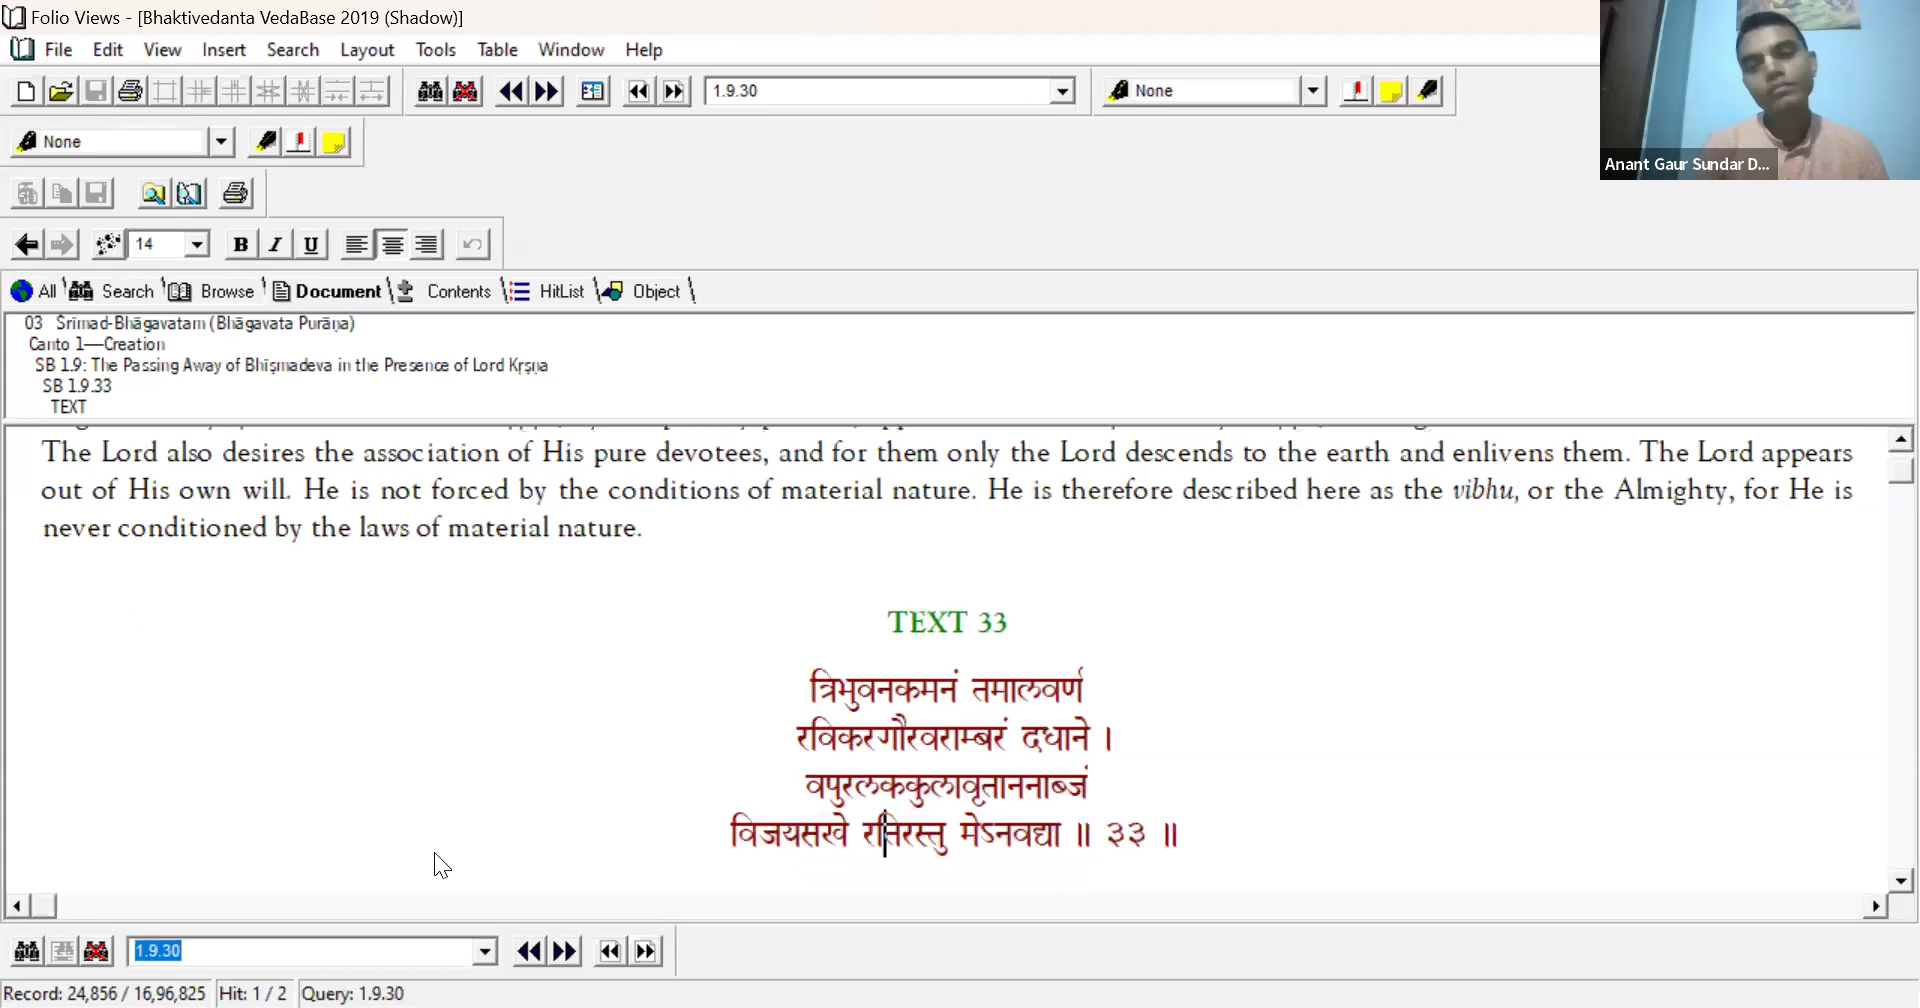 Folio Views - [Bhaktivedanta VedaBase 2019 (Shadow)]
File Edit View Insert Search Layout Tools Table Window Help
1.9.30 None
None
Anant Gaur Sundar D...
14 B I U
All Search Browse Document Contents HitList Object
03 Śrīmad-Bhāgavatam (Bhāgavata Purāṇa)
Canto 1—Creation
SB 1.9: The Passing Away of Bhīṣmadeva in the Presence of Lord Kṛṣṇa
SB 1.9.33
TEXT
The Lord also desires the association of His pure devotees, and for them only the Lord descends to the earth and enlivens them. The Lord appears
out of His own will. He is not forced by the conditions of material nature. He is therefore described here as the vibhu, or the Almighty, for He is
never conditioned by the laws of material nature.
TEXT 33
त्रिभुवनकमनं तमालवर्णं
रविकरगौरवराम्बरं दधाने ।
वपुरलककुलावृताननाब्जं
विजयसखे रतिरस्तु मेऽनवद्या ॥ ३३ ॥
1.9.30
Record: 24,856 / 16,96,825 Hit: 1 / 2 Query: 1.9.30